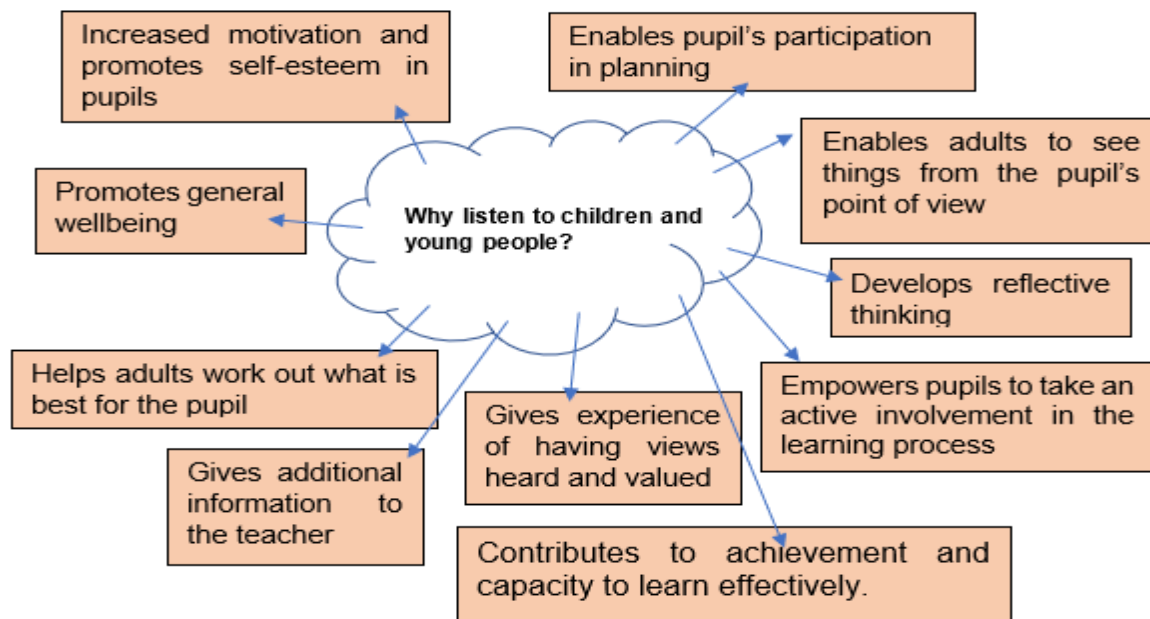 Increased motivation and
promotes self-esteem in
pupils
Enables pupil's participation
in planning
Enables adults to see
things from the pupil's
point of view
Promotes general
wellbeing
Why listen to children and
young people?
Develops reflective
thinking
Helps adults work out what is
best for the pupil
Empowers pupils to take an
active involvement in the
learning process
Gives experience
of having views
heard and valued
Gives additional
information to
the teacher
Contributes to achievement and
capacity to learn effectively.